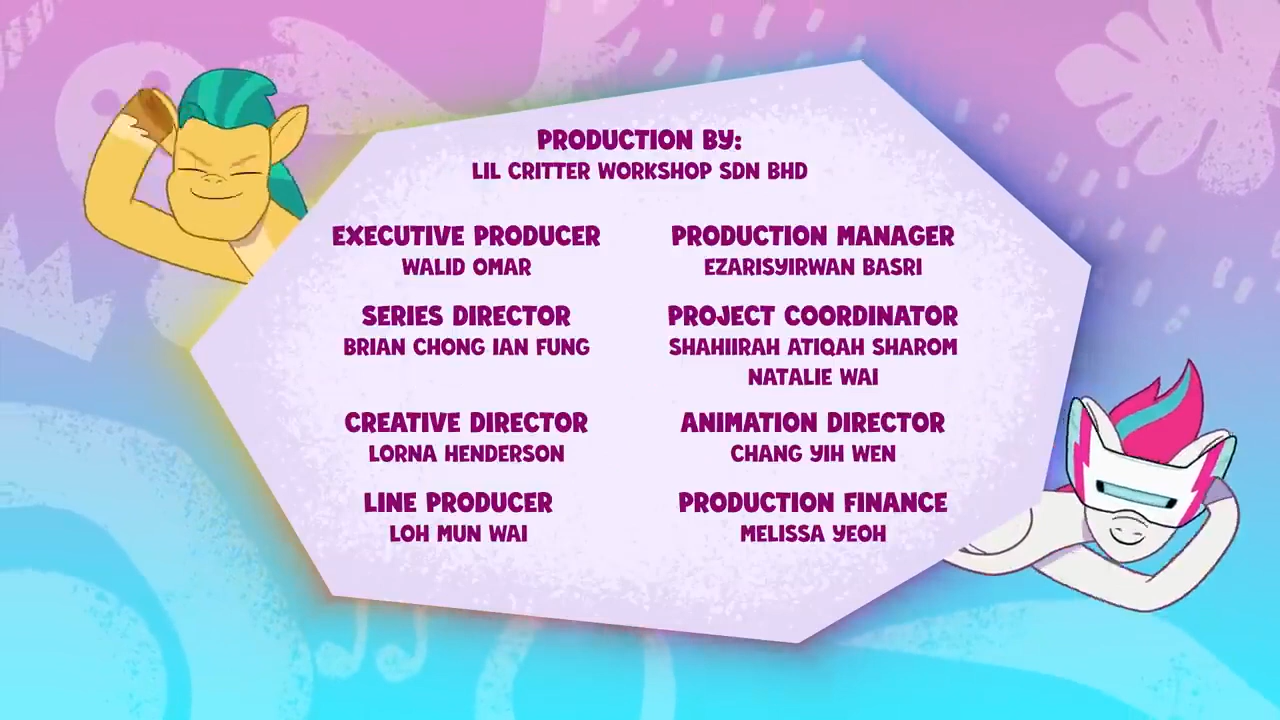 PRODUCTION BY:
LIL CRITTER WORKSHOP SDN BHD
EXECUTIVE PRODUCER
WALID OMAR
SERIES DIRECTOR
BRIAN CHONG IAN FUNG
CREATIVE DIRECTOR
LORNA HENDERSON
LINE PRODUCER
LOH MUN WAI
PRODUCTION MANAGER
EZARISYIRWAN BASRI
PROJECT COORDINATOR
SHAHIIRAH ATIQAH SHAROM
NATALIE WAI
ANIMATION DIRECTOR
CHANG YIH WEN
PRODUCTION FINANCE
MELISSA YEOH